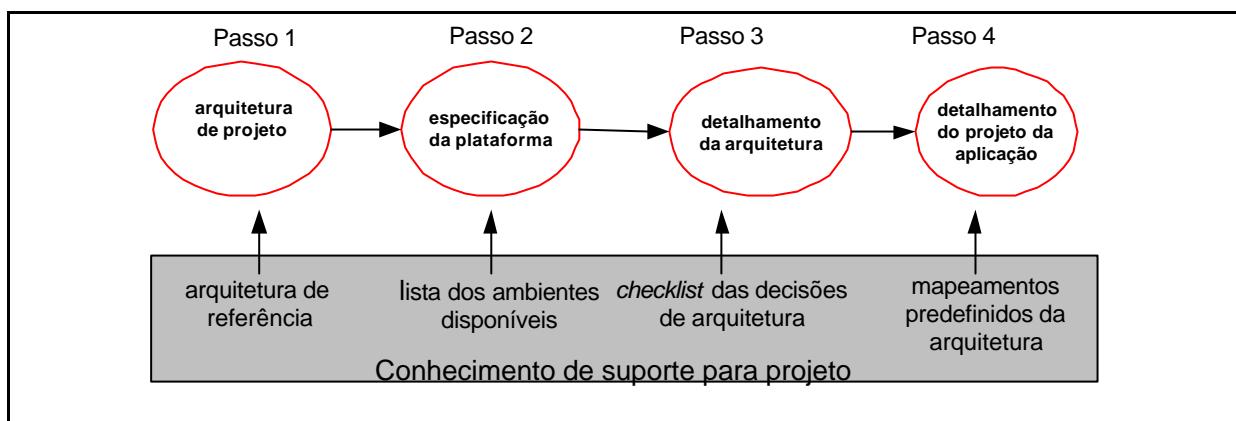 Passo 1
Passo 2
Passo 3
Passo 4
arquitetura
de projeto
especificação
da plataforma
detalhamento
da arquitetura
detalhamento
do projeto da
aplicação
arquitetura de
referência
lista dos ambientes
disponíveis
checklist das decisões
de arquitetura
mapeamentos
predefinidos da
arquitetura
Conhecimento de suporte para projeto